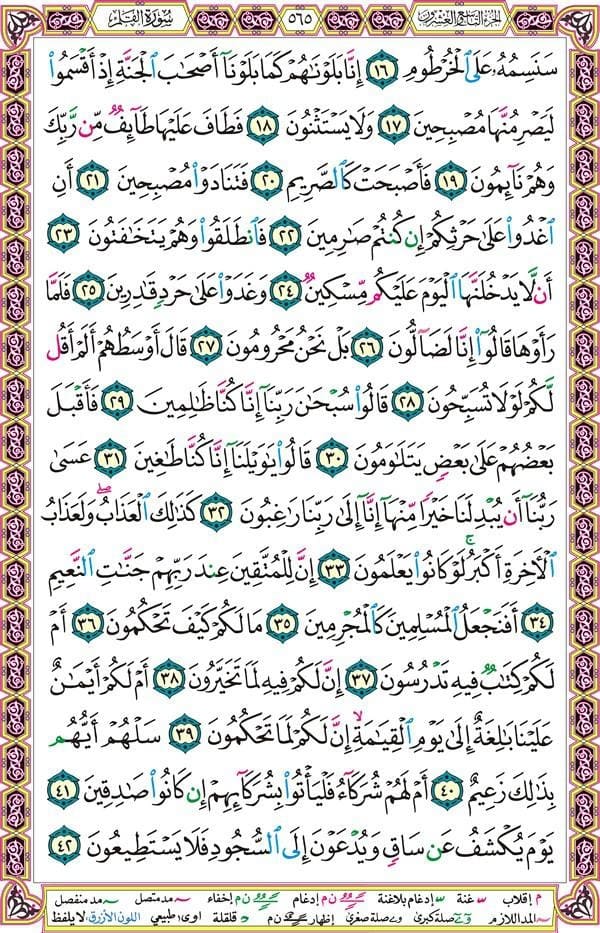 الجزء التاسع والعشرون ٥٦٥ سُورَةُ القَلَمِ
سَنَسِمُهُۥ عَلَى ٱلْخُرْطُومِ ١٦ إِنَّا بَلَوْنَٰهُمْ كَمَا بَلَوْنَآ أَصْحَٰبَ ٱلْجَنَّةِ إِذْ أَقْسَمُوا۟
لَيَصْرِمُنَّهَا مُصْبِحِينَ ١٧ وَلَا يَسْتَثْنُونَ ١٨ فَطَافَ عَلَيْهَا طَآئِفٌ مِّن رَّبِّكَ
وَهُمْ نَآئِمُونَ ١٩ فَأَصْبَحَتْ كَٱلصَّرِيمِ ٢٠ فَتَنَادَوْا۟ مُصْبِحِينَ ٢١ أَنِ
ٱغْدُوا۟ عَلَىٰ حَرْثِكُمْ إِن كُنتُمْ صَٰرِمِينَ ٢٢ فَٱنطَلَقُوا۟ وَهُمْ يَتَخَٰفَتُونَ ٢٣
أَن لَّا يَدْخُلَنَّهَا ٱلْيَوْمَ عَلَيْكُم مِّسْكِينٌ ٢٤ وَغَدَوْا۟ عَلَىٰ حَرْدٍ قَٰدِرِينَ ٢٥ فَلَمَّا
رَأَوْهَا قَالُوٓا۟ إِنَّا لَضَآلُّونَ ٢٦ بَلْ نَحْنُ مَحْرُومُونَ ٢٧ قَالَ أَوْسَطُهُمْ أَلَمْ أَقُل
لَّكُمْ لَوْلَا تُسَبِّحُونَ ٢٨ قَالُوا۟ سُبْحَٰنَ رَبِّنَآ إِنَّا كُنَّا ظَٰلِمِينَ ٢٩ فَأَقْبَلَ
بَعْضُهُمْ عَلَىٰ بَعْضٍ يَتَلَٰوَمُونَ ٣٠ قَالُوا۟ يَٰوَيْلَنَآ إِنَّا كُنَّا طَٰغِينَ ٣١ عَسَىٰ
رَبُّنَآ أَن يُبْدِلَنَا خَيْرًا مِّنْهَآ إِنَّآ إِلَىٰ رَبِّنَا رَٰغِبُونَ ٣٢ كَذَٰلِكَ ٱلْعَذَابُ ۖ وَلَعَذَابُ
ٱلْـَٔاخِرَةِ أَكْبَرُ ۚ لَوْ كَانُوا۟ يَعْلَمُونَ ٣٣ إِنَّ لِلْمُتَّقِينَ عِندَ رَبِّهِمْ جَنَّٰتِ ٱلنَّعِيمِ
٣٤ أَفَنَجْعَلُ ٱلْمُسْلِمِينَ كَٱلْمُجْرِمِينَ ٣٥ مَا لَكُمْ كَيْفَ تَحْكُمُونَ ٣٦ أَمْ
لَكُمْ كِتَٰبٌ فِيهِ تَدْرُسُونَ ٣٧ إِنَّ لَكُمْ فِيهِ لَمَا تَخَيَّرُونَ ٣٨ أَمْ لَكُمْ أَيْمَٰنٌ
عَلَيْنَا بَٰلِغَةٌ إِلَىٰ يَوْمِ ٱلْقِيَٰمَةِ ۙ إِنَّ لَكُمْ لَمَا تَحْكُمُونَ ٣٩ سَلْهُمْ أَيُّهُم
بِذَٰلِكَ زَعِيمٌ ٤٠ أَمْ لَهُمْ شُرَكَآءُ فَلْيَأْتُوا۟ بِشُرَكَآئِهِمْ إِن كَانُوا۟ صَٰدِقِينَ ٤١
يَوْمَ يُكْشَفُ عَن سَاقٍ وَيُدْعَوْنَ إِلَى ٱلسُّجُودِ فَلَا يَسْتَطِيعُونَ ٤٢
م إقلاب غنة إدغام بلاغنة ن م إدغام ن م إخفاء مد متصل مد منفصل
المد اللازم صلة كبرى صلة صغرى إظهار ن م قلقلة اوى طبيعي اللون الأزرق: لا يلفظ